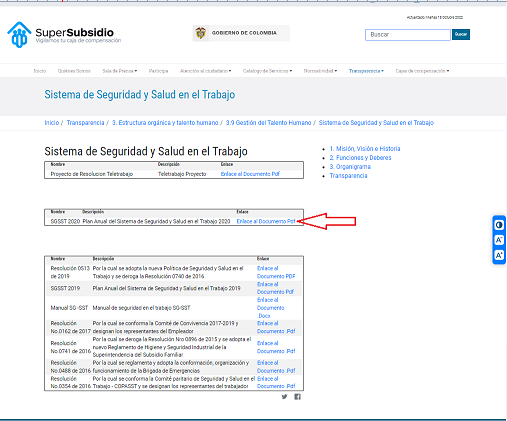 Actualizado: Martes 18 octubre 2022
SuperSubsidio
Vigilamos tu caja de compensación
GOBIERNO DE COLOMBIA
Buscar
Buscar
Inicio Quiénes Somos Sala de Prensa Participa Atención al ciudadano Catálogo de Servicios Normatividad Transparencia Cajas de compensación
Sistema de Seguridad y Salud en el Trabajo
Inicio / Transparencia / 3. Estructura orgánica y talento humano / 3.9 Gestión del Talento Humano / Sistema de Seguridad y Salud en el Trabajo
Sistema de Seguridad y Salud en el Trabajo
Nombre Descripción Enlace
Proyecto de Resolucion Teletrabajo Teletrabajo Proyecto Enlace al Documento Pdf
1. Misión, Visión e Historia
2. Funciones y Deberes
3. Organigrama
Transparencia
Nombre Descripción Enlace
SGSST 2020 Plan Anual del Sistema de Seguridad y Salud en el Trabajo 2020 Enlace al Documento Pdf
Nombre Descripción Enlace
Resolución 0513 Por la cual se adopta la nueva Política de Seguridad y Salud en el Enlace al
de 2019 Trabajo y se deroga la Resolución 0740 de 2016. Documento PDF
SGSST 2019 Plan Anual del Sistema de Seguridad y Salud en el Trabajo 2019 Enlace al
Documento Pdf
Manual SG-SST Manual de seguridad en el trabajo SG-SST Enlace al
Documento
.Docx
Resolución Por la cual se conforma la Comité de Convivencia 2017-2019 y Enlace al
No.0162 de 2017 designan los representantes del Empleador Documento .Pdf
Resolución Por la cual se deroga la Resolución Nro 0896 de 2015 y se adopta el Enlace al
No.0741 de 2016 nuevo Reglamento de Higiene y Seguridad Industrial de la Documento .Pdf
Superintendencia del Subsidio Familiar
Resolución Por la cual se reglamenta y adopta la conformación, organización y Enlace al
No.0488 de 2016 funcionamiento de la Brigada de Emergencias Documento .Pdf
Resolución Por la cual se conforma la Comité paritario de Seguridad y Salud en el Enlace al
No.0354 de 2016 Trabajo - COPASST y se designan los representantes del trabajador Documento .Pdf
A-
A+